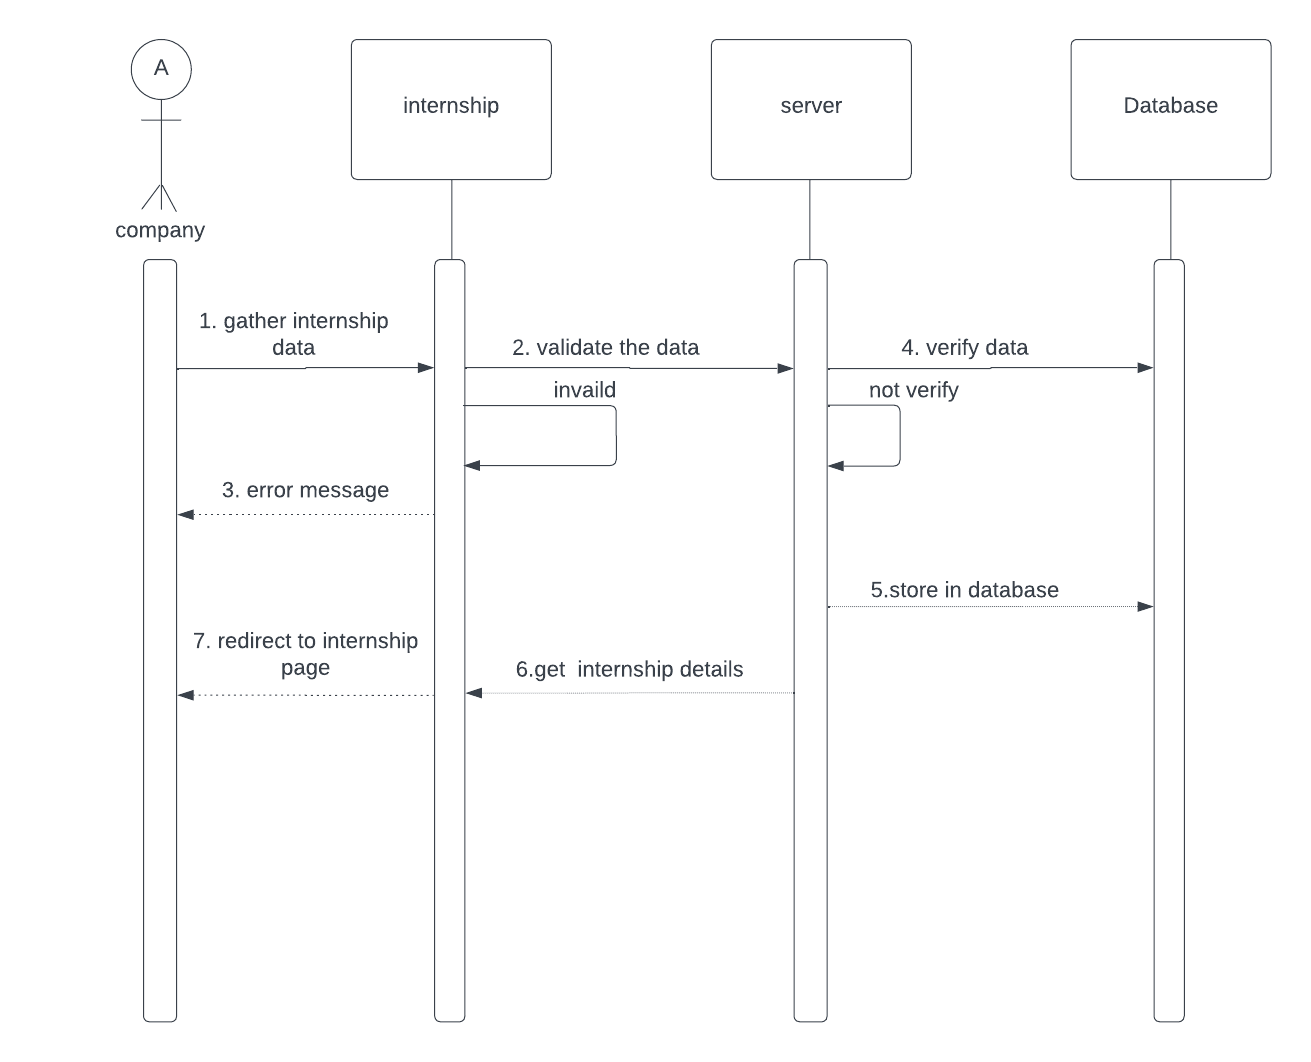 A
internship
server
Database
company
1. gather internship
data
2. validate the data
4. verify data
invaild
not verify
3. error message
5.store in database
7. redirect to internship
page
6.get  internship details